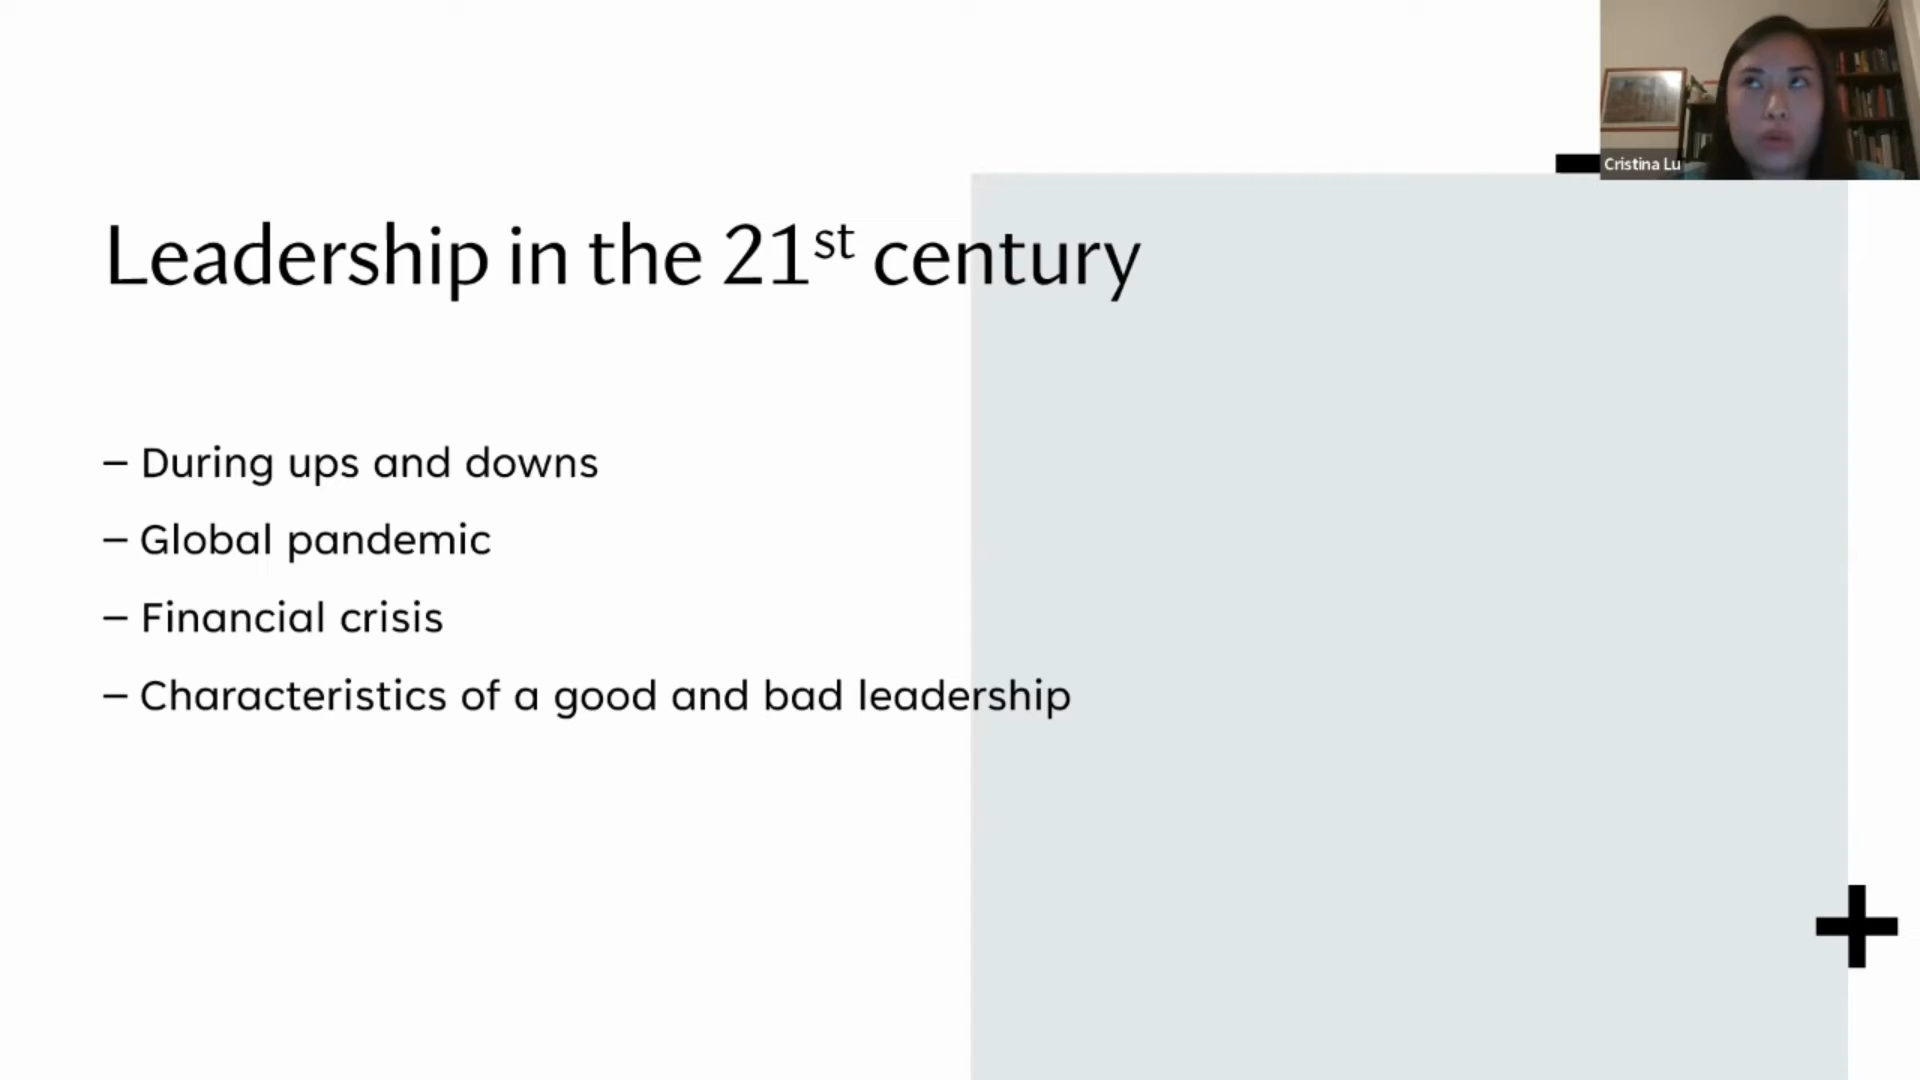 Cristina Lu
Leadership in the 21st century
– During ups and downs
– Global pandemic
– Financial crisis
– Characteristics of a good and bad leadership